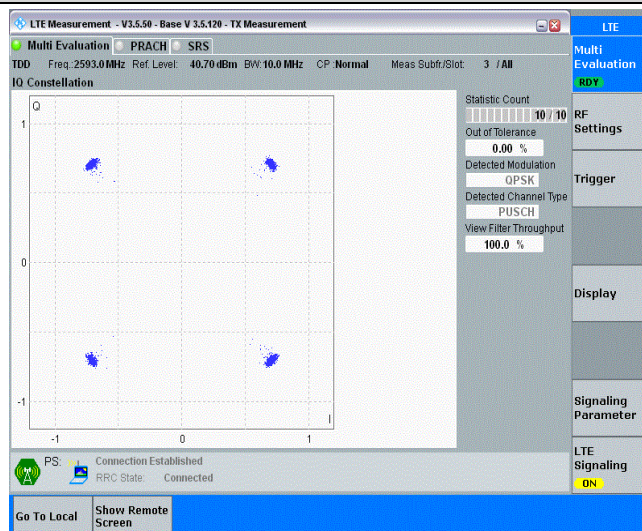 LTE Measurement - V3.5.50 - Base V 3.5.120 - TX Measurement
LTE
Multi Evaluation PRACH SRS
TDD Freq.:2593.0 MHz Ref. Level: 40.70 dBm BW:10.0 MHz CP :Normal Meas Subfr./Slot: 3 / All
IQ Constellation
Q
1
0
-1
-1 0 1
I
Statistic Count
10 / 10
Out of Tolerance
0.00 %
Detected Modulation
QPSK
Detected Channel Type
PUSCH
View Filter Throughput
100.0 %
Multi
Evaluation
RDY
RF
Settings
Trigger
Display
Signaling
Parameter
LTE
Signaling
ON
PS: Connection Established
RRC State: Connected
Go To Local
Show Remote
Screen